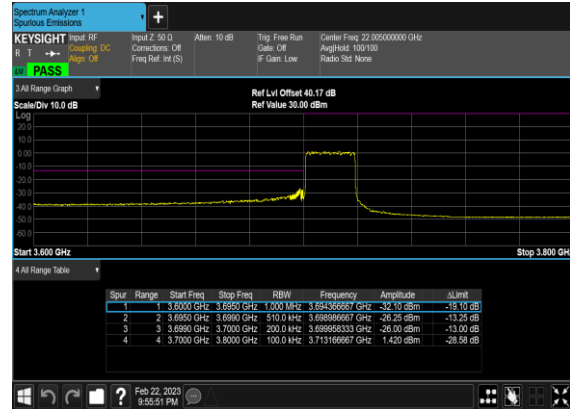 Spectrum Analyzer 1
Spurious Emissions
+
KEYSIGHT Input: RF Input Z: 50 Ω Atten: 10 dB Trig: Free Run Center Freq: 22.005000000 GHz
R T Coupling: DC Corrections: Off Gate: Off Avg|Hold: 100/100
Align: Off Freq Ref: Int (S) IF Gain: Low Radio Std: None
PASS
3 All Range Graph
Ref Lvl Offset 40.17 dB
Scale/Div 10.0 dB Ref Value 30.00 dBm
Log
20.0
10.0
0.00
-10.0
-20.0
-30.0
-40.0
-50.0
-60.0
Start 3.600 GHz Stop 3.800 GHz
4 All Range Table
Spur Range Start Freq Stop Freq RBW Frequency Amplitude ΔLimit
1 1 3.6000 GHz 3.6950 GHz 1.000 MHz 3.694366667 GHz -32.10 dBm -19.10 dB
2 2 3.6950 GHz 3.6990 GHz 510.0 kHz 3.698986667 GHz -26.25 dBm -13.25 dB
3 3 3.6990 GHz 3.7000 GHz 200.0 kHz 3.699958333 GHz -26.00 dBm -13.00 dB
4 4 3.7000 GHz 3.8000 GHz 100.0 kHz 3.713166667 GHz 1.420 dBm -28.58 dB
? Feb 22, 2023
9:55:51 PM